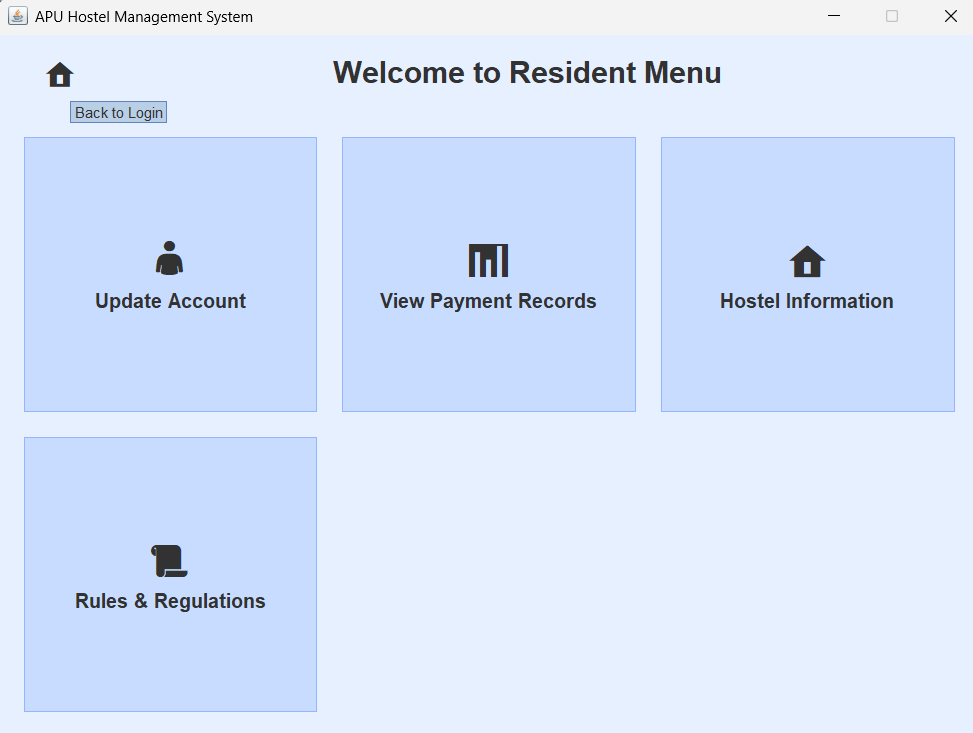 APU Hostel Management System
Welcome to Resident Menu
Back to Login
Update Account
View Payment Records
Hostel Information
Rules & Regulations